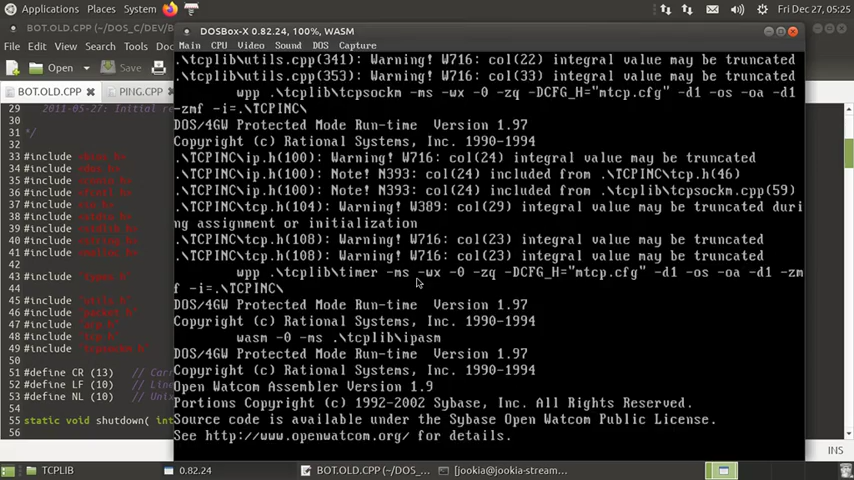 Applications Places System Fri Dec 27, 05:25
BOT.OLD.CPP (~/DOS_C/DEV/B
DOSBox-X 0.82.24, 100%, WASM
File Edit View Search Tools
Main CPU Video Sound DOS Capture
Open Save
BOT.OLD.CPP PING.CPP
.\tcplib\utils.cpp(341): Warning! W716: col(22) integral value may be truncated
.\tcplib\utils.cpp(353): Warning! W716: col(33) integral value may be truncated
wpp .\tcplib\tcpsockm -ms -wx -0 -zq -DCFG_H="mtcp.cfg" -d1 -os -oa -d1
-zmf -i=.\TCPINC\
DOS/4GW Protected Mode Run-time Version 1.97
Copyright (c) Rational Systems, Inc. 1990-1994
.\TCPINC\ip.h(100): Warning! W716: col(24) integral value may be truncated
.\TCPINC\ip.h(100): Note! N393: col(24) included from .\TCPINC\tcp.h(46)
.\TCPINC\ip.h(100): Note! N393: col(24) included from .\tcplib\tcpsockm.cpp(59)
.\TCPINC\tcp.h(104): Warning! W389: col(29) integral value may be truncated duri
ng assignment or initialization
.\TCPINC\tcp.h(108): Warning! W716: col(23) integral value may be truncated
.\TCPINC\tcp.h(108): Warning! W716: col(23) integral value may be truncated
wpp .\tcplib\timer -ms -wx -0 -zq -DCFG_H="mtcp.cfg" -d1 -os -oa -d1 -zm
f -i=.\TCPINC\
DOS/4GW Protected Mode Run-time Version 1.97
Copyright (c) Rational Systems, Inc. 1990-1994
wasm -0 -ms .\tcplib\ipasm
DOS/4GW Protected Mode Run-time Version 1.97
Copyright (c) Rational Systems, Inc. 1990-1994
Open Watcom Assembler Version 1.9
Portions Copyright (c) 1992-2002 Sybase, Inc. All Rights Reserved.
Source code is available under the Sybase Open Watcom Public License.
See http://www.openwatcom.org/ for details.
29 2011-05-27: Initial re
30
31 */
32
33 #include
34 #include
35 #include
36 #include
37 #include
38 #include
39 #include
40 #include
41 #include
42
43 #include
44
45 #include
46 #include
47 #include
48 #include
49 #include
50
51 #define CR (13) // Car
52 #define LF (10) // Lin
53 #define NL (10) // Uni
54
55 static void shutdown( int
56
INS
TCPLIB 0.82.24 BOT.OLD.CPP (~/DOS_... [jookia@jookia-stream...